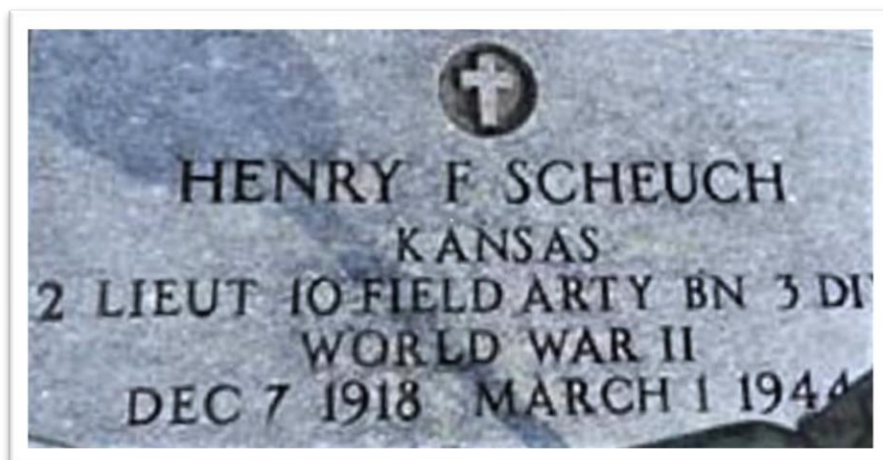 HENRY F SCHEUCH
KANSAS
2 LIEUT 10 FIELD ARTY BN 3 DI
WORLD WAR II
DEC 7 1918 MARCH 1 1944